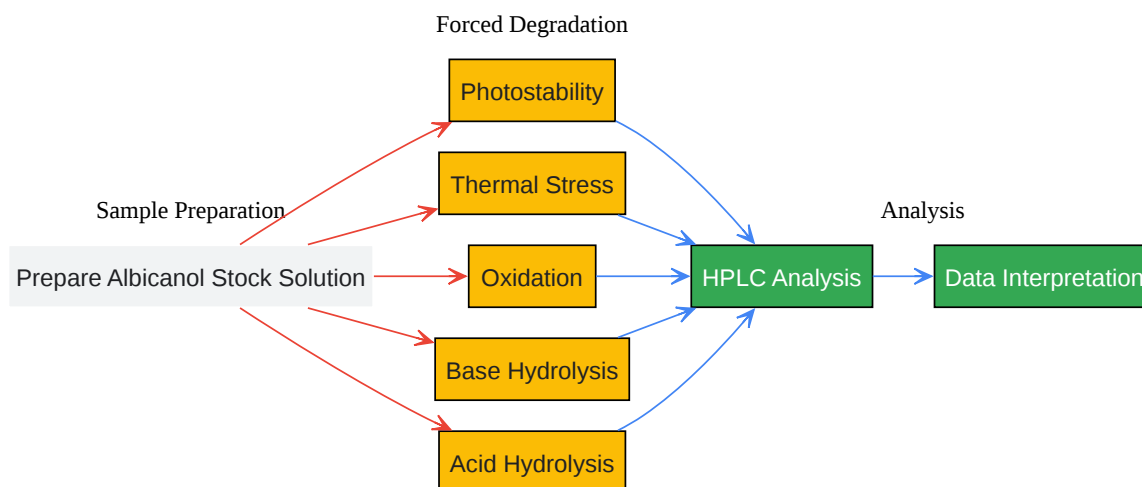 Forced Degradation
Photostability
Thermal Stress
Sample Preparation
Analysis
Prepare Albicanol Stock Solution
Oxidation
HPLC Analysis
Data Interpretation
Base Hydrolysis
Acid Hydrolysis